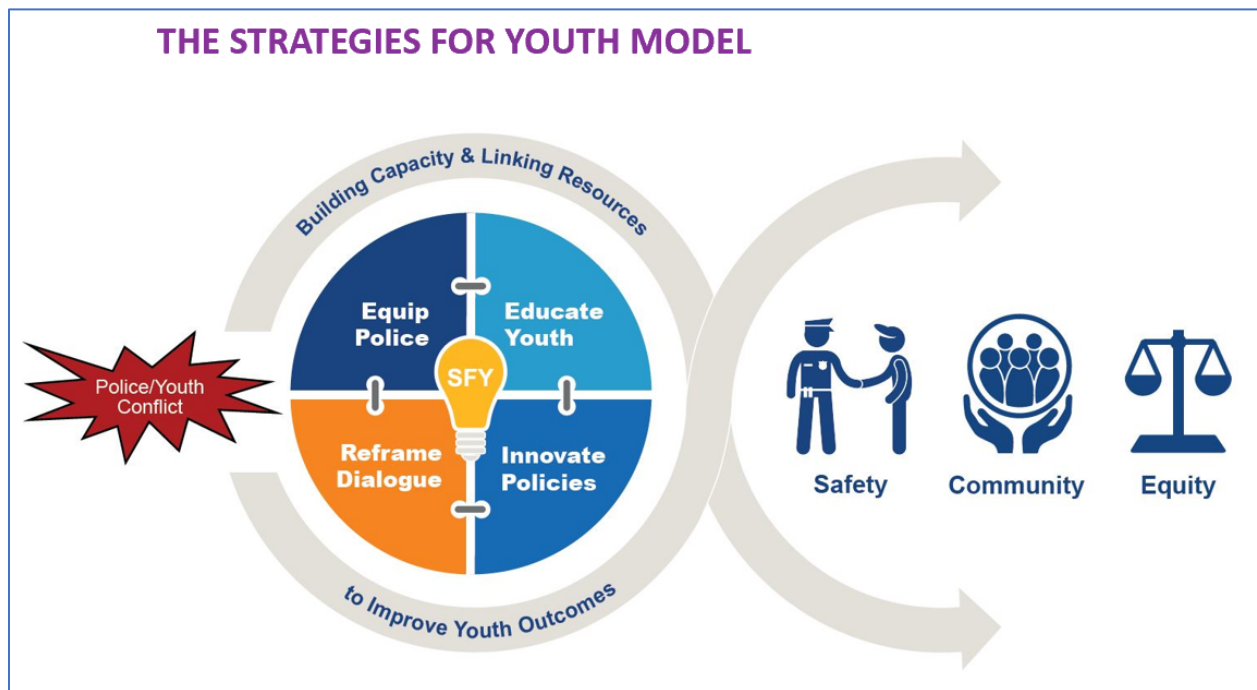 THE STRATEGIES FOR YOUTH MODEL
Building Capacity & Linking Resources
Equip
Police
Educate
Youth
SFY
Police/Youth
Conflict
Reframe
Dialogue
Innovate
Policies
to Improve Youth Outcomes
Safety
Community
Equity